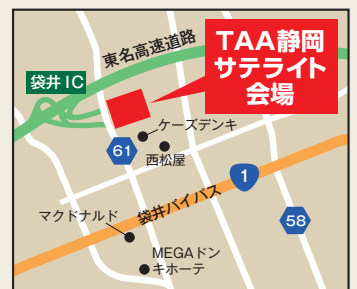 東名高速道路
TAA静岡
サテライト
会場
袋井IC
ケーズデンキ
61
西松屋
1
マクドナルド
袋井バイパス
58
MEGAドン
キホーテ